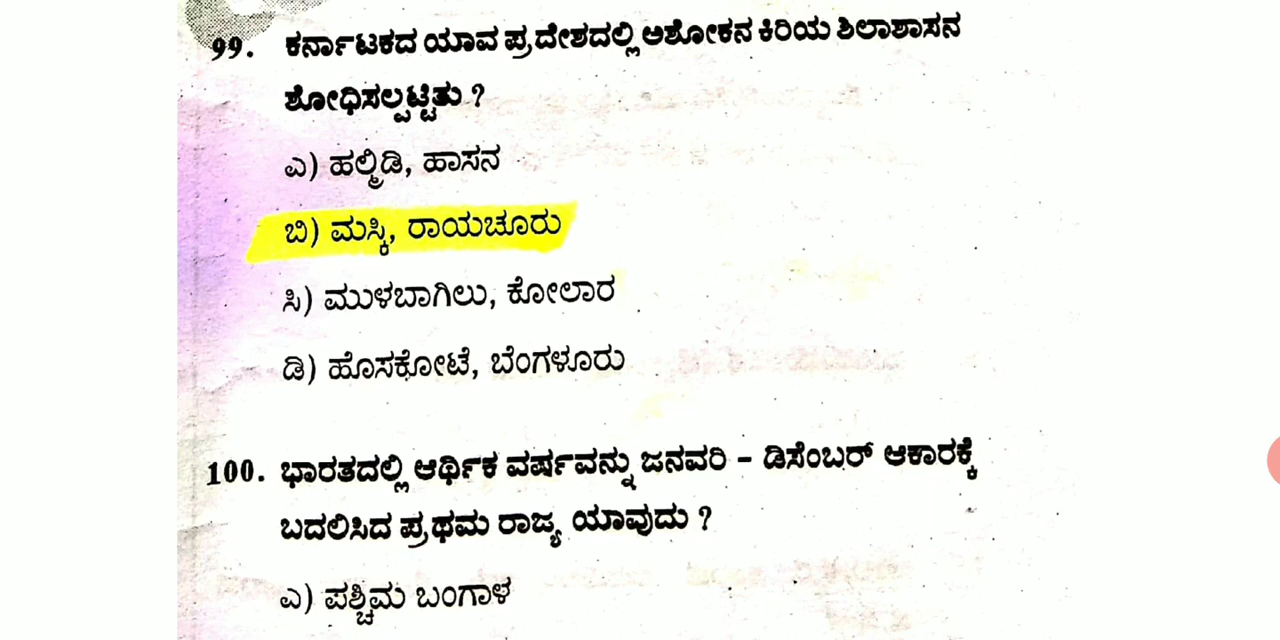 99. ಕರ್ನಾಟಕದ ಯಾವ ಪ್ರದೇಶದಲ್ಲಿ ಅಶೋಕನ ಕಿರಿಯ ಶಿಲಾಶಾಸನ
ಶೋಧಿಸಲ್ಪಟ್ಟಿತು ?
ಎ) ಹಲ್ಮಿಡಿ, ಹಾಸನ
ಬಿ) ಮಸ್ಕಿ, ರಾಯಚೂರು
ಸಿ) ಮುಳಬಾಗಿಲು, ಕೋಲಾರ
ಡಿ) ಹೊಸಕೋಟೆ, ಬೆಂಗಳೂರು
100. ಭಾರತದಲ್ಲಿ ಆರ್ಥಿಕ ವರ್ಷವನ್ನು ಜನವರಿ - ಡಿಸೆಂಬರ್ ಆಕಾರಕ್ಕೆ
ಬದಲಿಸಿದ ಪ್ರಥಮ ರಾಜ್ಯ ಯಾವುದು ?
ಎ) ಪಶ್ಚಿಮ ಬಂಗಾಳ